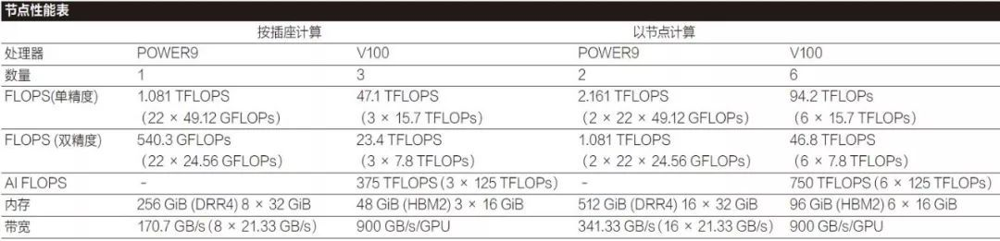 节点性能表
按插座计算 以节点计算
处理器 POWER9 V100 POWER9 V100
数量 1 3 2 6
FLOPS(单精度) 1.081 TFLOPS 47.1 TFLOPS 2.161 TFLOPS 94.2 TFLOPs
(22 × 49.12 GFLOPs) (3 × 15.7 TFLOPs) (2 × 22 × 49.12 GFLOPs) (6 × 15.7 TFLOPs)
FLOPS (双精度) 540.3 GFLOPs 23.4 TFLOPS 1.081 TFLOPS 46.8 TFLOPS
(22 × 24.56 GFLOPs) (3 × 7.8 TFLOPs) (2 × 22 × 24.56 GFLOPs) (6 × 7.8 TFLOPs)
AI FLOPS - 375 TFLOPS (3 × 125 TFLOPs) - 750 TFLOPS (6 × 125 TFLOPs)
内存 256 GiB (DRR4) 8 × 32 GiB 48 GiB (HBM2) 3 × 16 GiB 512 GiB (DRR4) 16 × 32 GiB 96 GiB (HBM2) 6 × 16 GiB
带宽 170.7 GB/s (8 × 21.33 GB/s) 900 GB/s/GPU 341.33 GB/s (16 × 21.33 GB/s) 900 GB/s/GPU